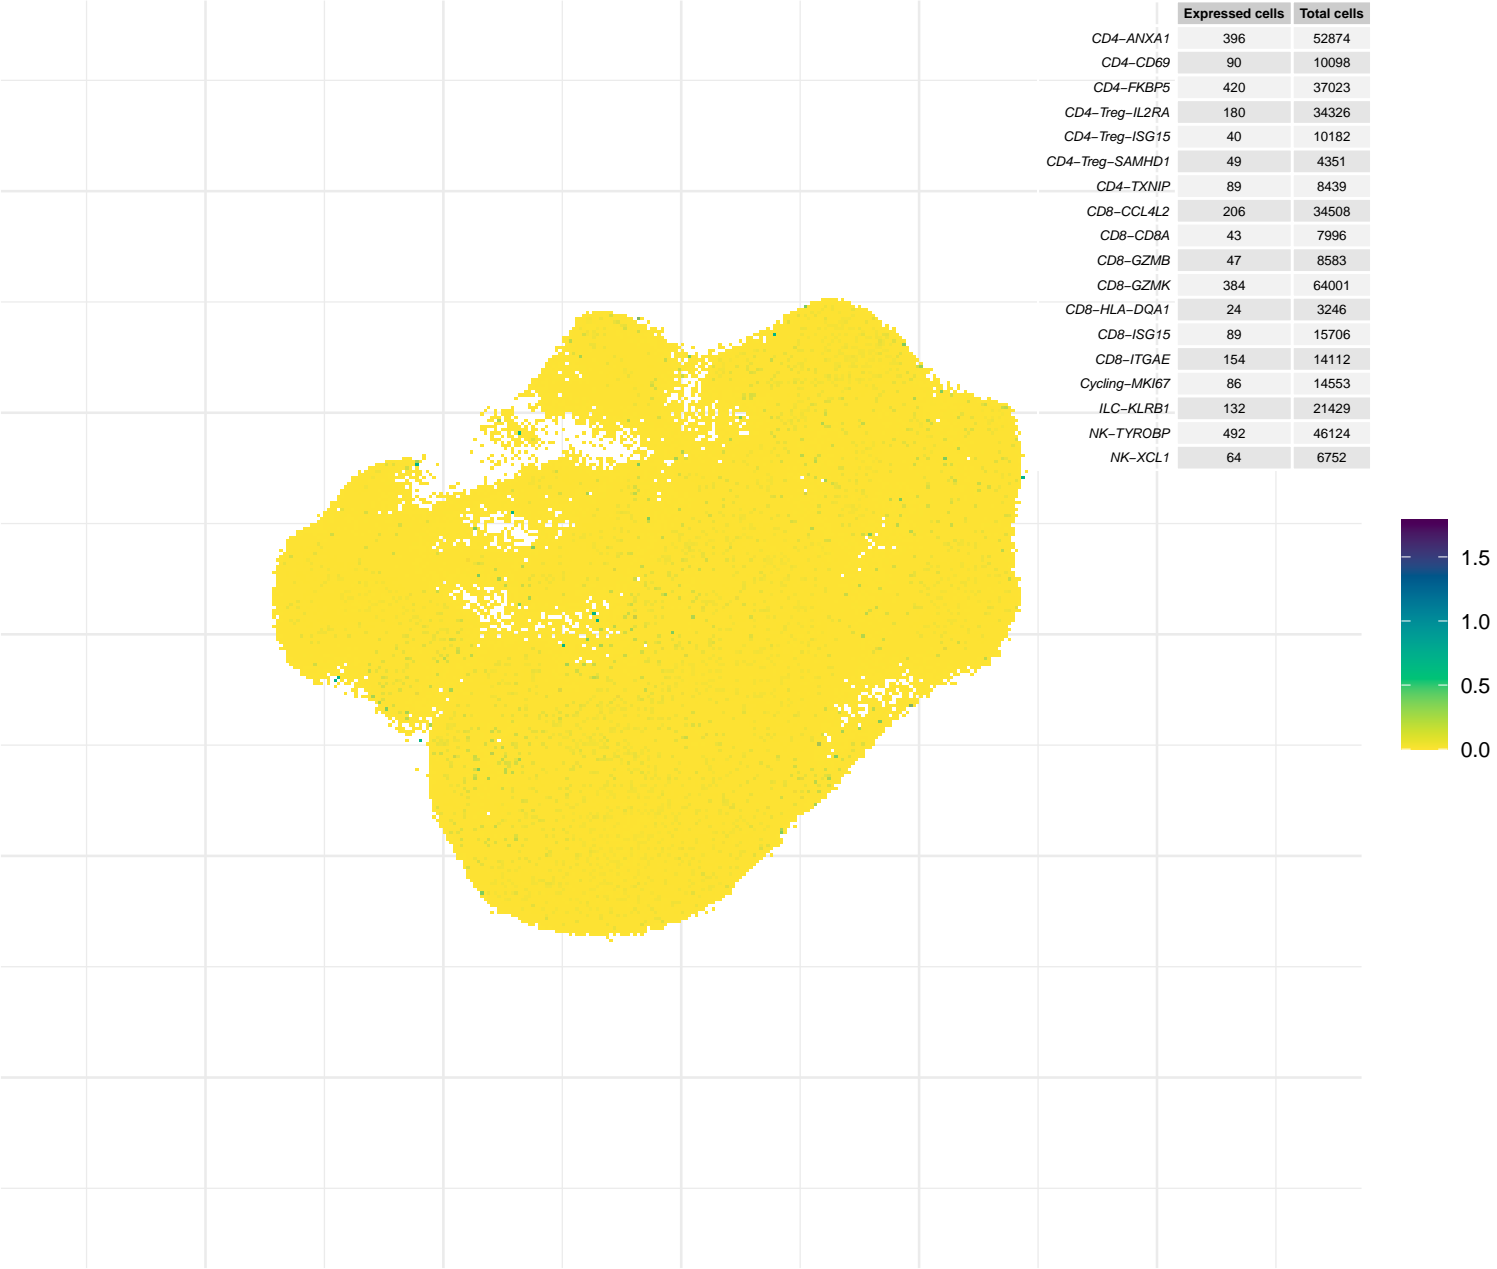 Expressed cells Total cells
CD4−ANXA1 396 52874
CD4−CD69 90 10098
CD4−FKBP5 420 37023
CD4−Treg−IL2RA 180 34326
CD4−Treg−ISG15 40 10182
CD4−Treg−SAMHD1 49 4351
CD4−TXNIP 89 8439
CD8−CCL4L2 206 34508
CD8−CD8A 43 7996
CD8−GZMB 47 8583
CD8−GZMK 384 64001
CD8−HLA−DQA1 24 3246
CD8−ISG15 89 15706
CD8−ITGAE 154 14112
Cycling−MKI67 86 14553
ILC−KLRB1 132 21429
NK−TYROBP 492 46124
NK−XCL1 64 6752
1.5
1.0
0.5
0.0